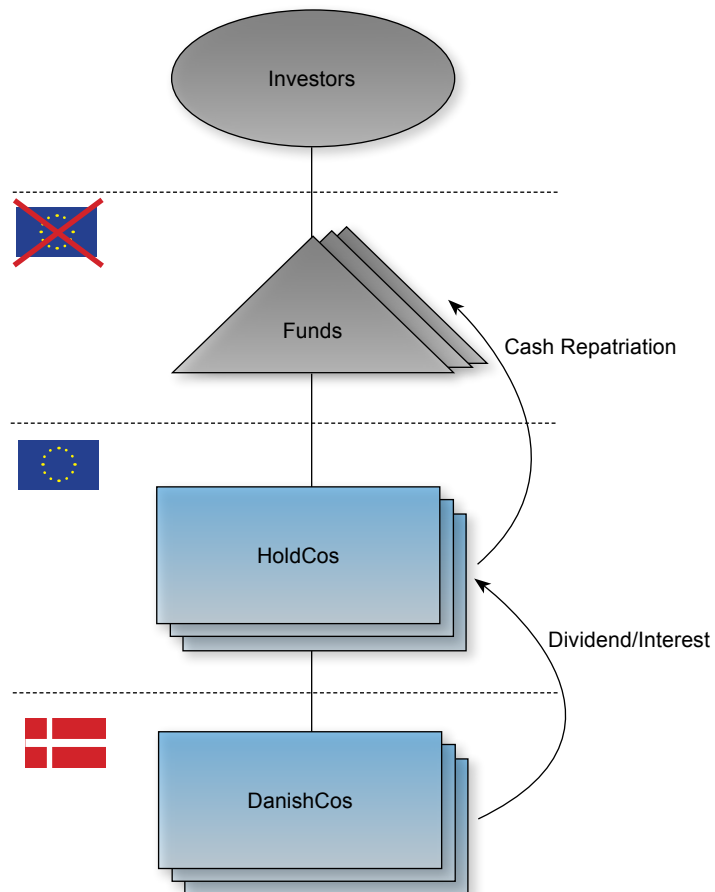 Investors
Funds
Cash Repatriation
HoldCos
Dividend/Interest
DanishCos